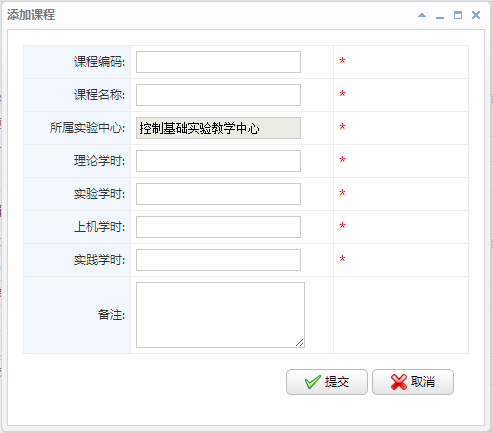 添加课程
课程编码: *
课程名称: *
所属实验中心: 控制基础实验教学中心 *
理论学时: *
实验学时: *
上机学时: *
实践学时: *
备注:
提交 取消